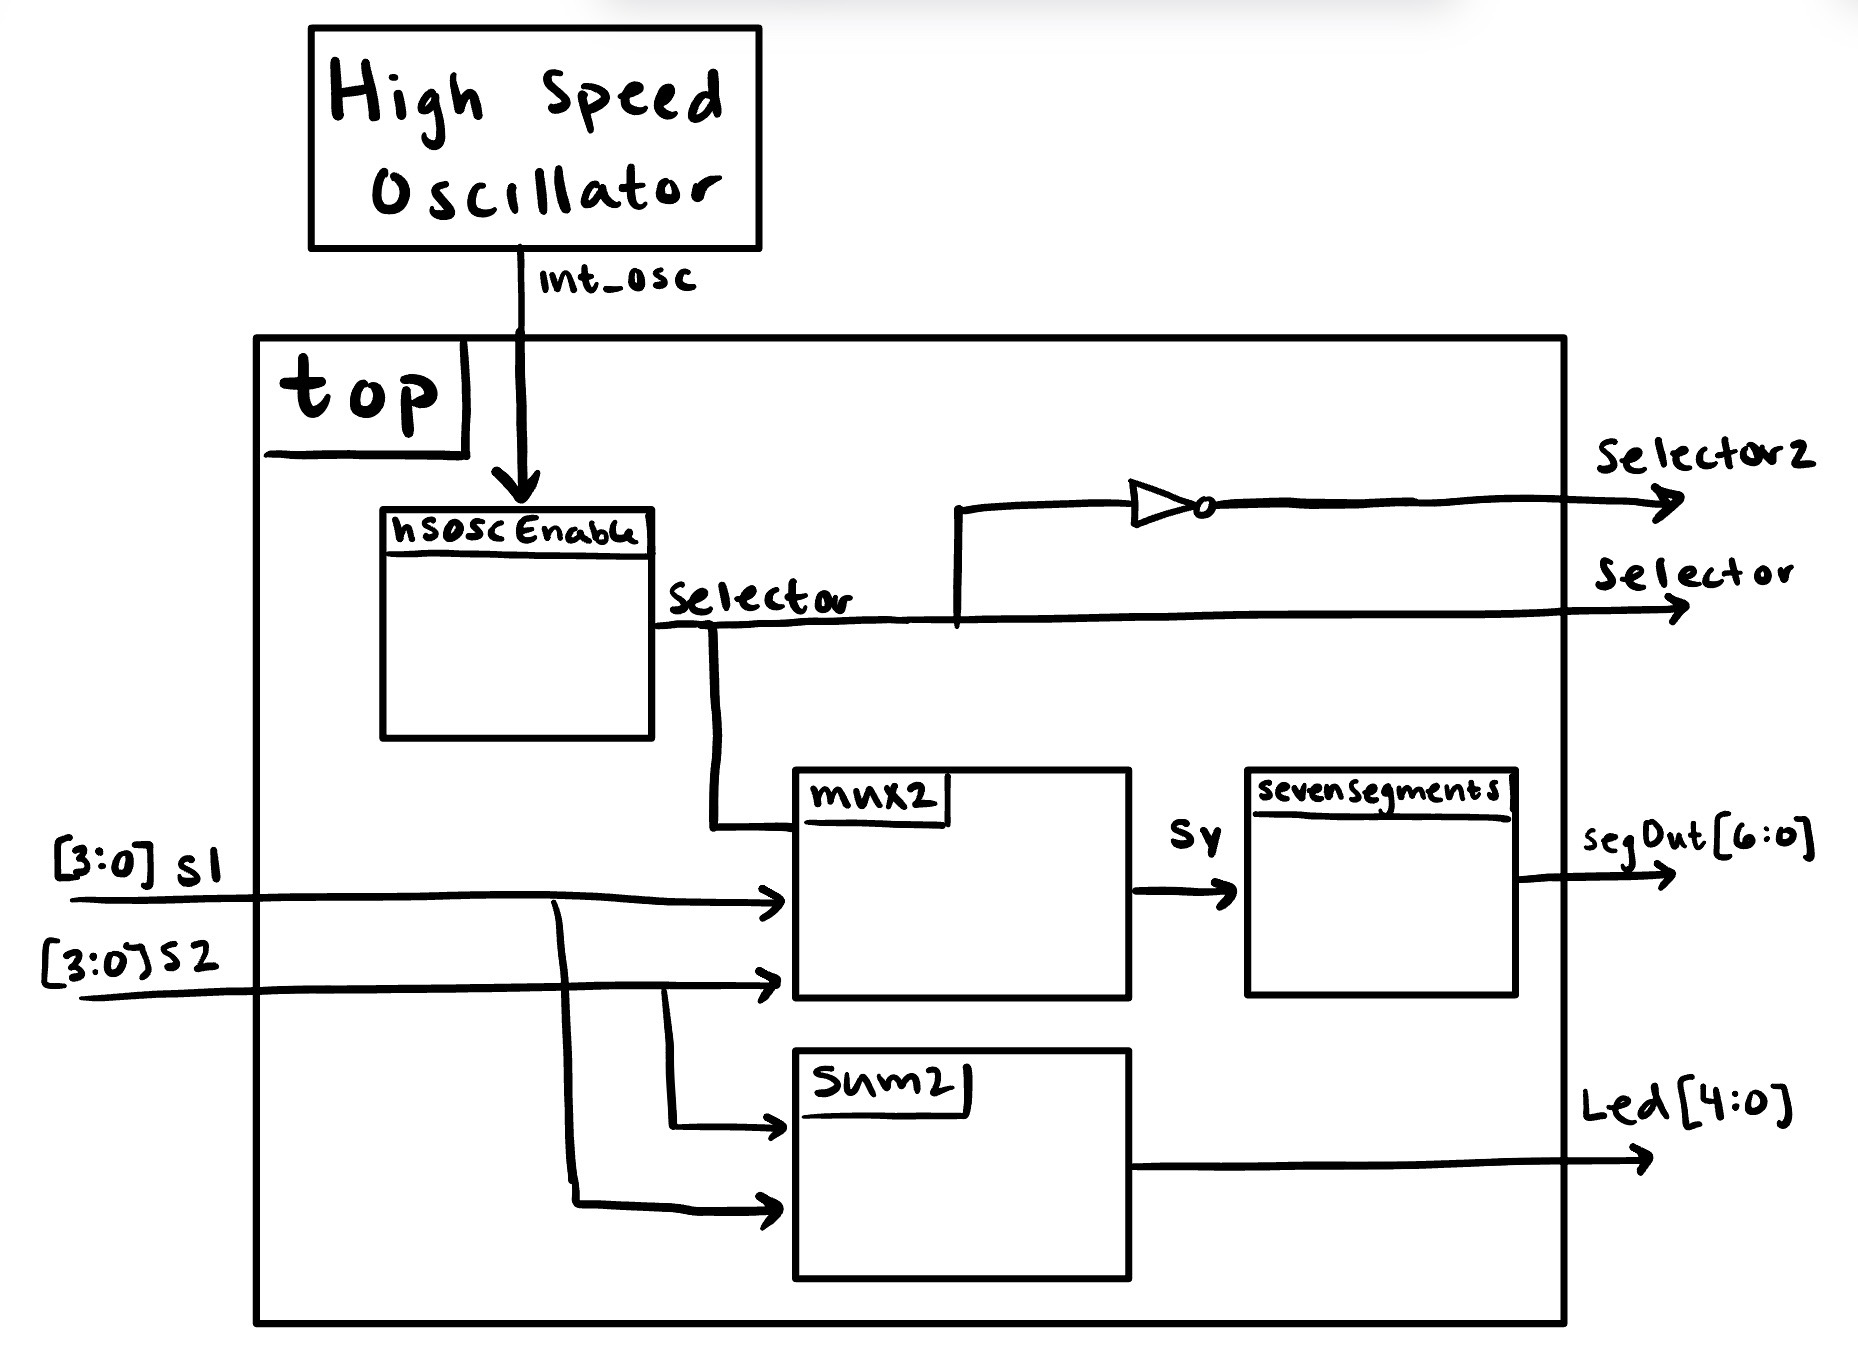 High Speed
Oscillator
int_osc
top
hsoscEnable
Selector2
Selector
Selector
mux2
sevenSegments
Sy
segOut[6:0]
[3:0] S1
[3:0] S2
Sum2
Led[4:0]